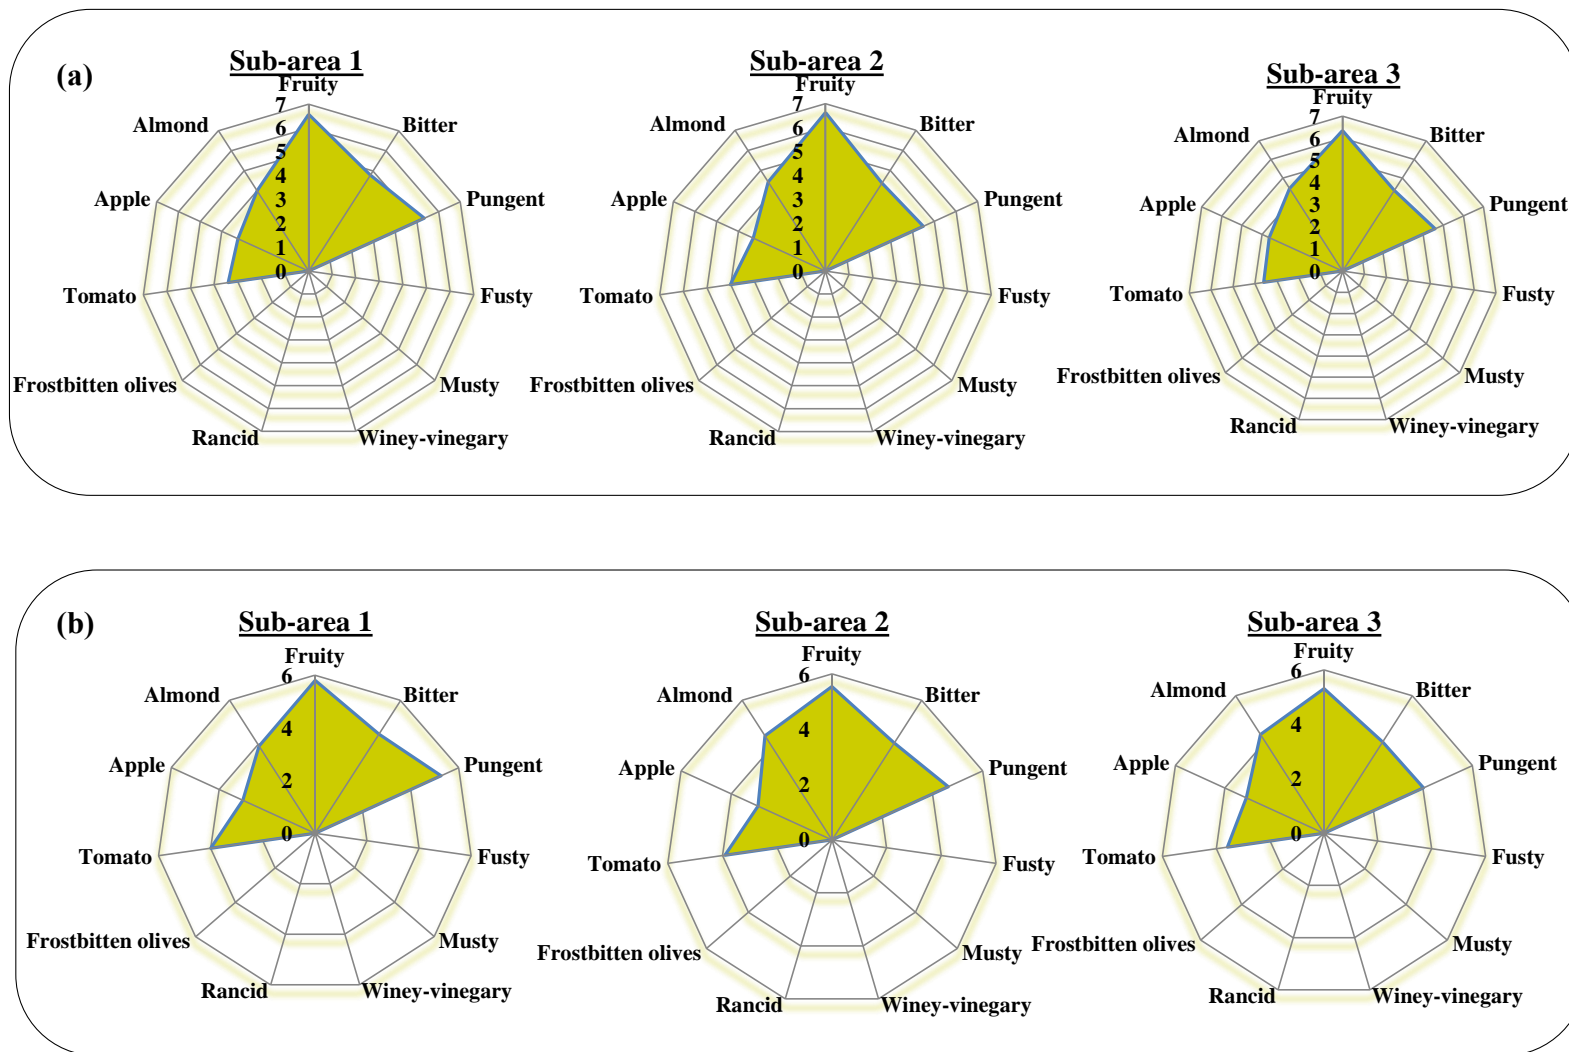 (a)
Sub-area 1
Fruity
Bitter
Pungent
Fusty
Musty
Winey-vinegary
Rancid
Frostbitten olives
Tomato
Apple
Almond
7
6
5
4
3
2
1
0
Sub-area 2
Fruity
Bitter
Pungent
Fusty
Musty
Winey-vinegary
Rancid
Frostbitten olives
Tomato
Apple
Almond
7
6
5
4
3
2
1
0
Sub-area 3
Fruity
Bitter
Pungent
Fusty
Musty
Winey-vinegary
Rancid
Frostbitten olives
Tomato
Apple
Almond
7
6
5
4
3
2
1
0
(b)
Sub-area 1
Fruity
Bitter
Pungent
Fusty
Musty
Winey-vinegary
Rancid
Frostbitten olives
Tomato
Apple
Almond
6
4
2
0
Sub-area 2
Fruity
Bitter
Pungent
Fusty
Musty
Winey-vinegary
Rancid
Frostbitten olives
Tomato
Apple
Almond
6
4
2
0
Sub-area 3
Fruity
Bitter
Pungent
Fusty
Musty
Winey-vinegary
Rancid
Frostbitten olives
Tomato
Apple
Almond
6
4
2
0